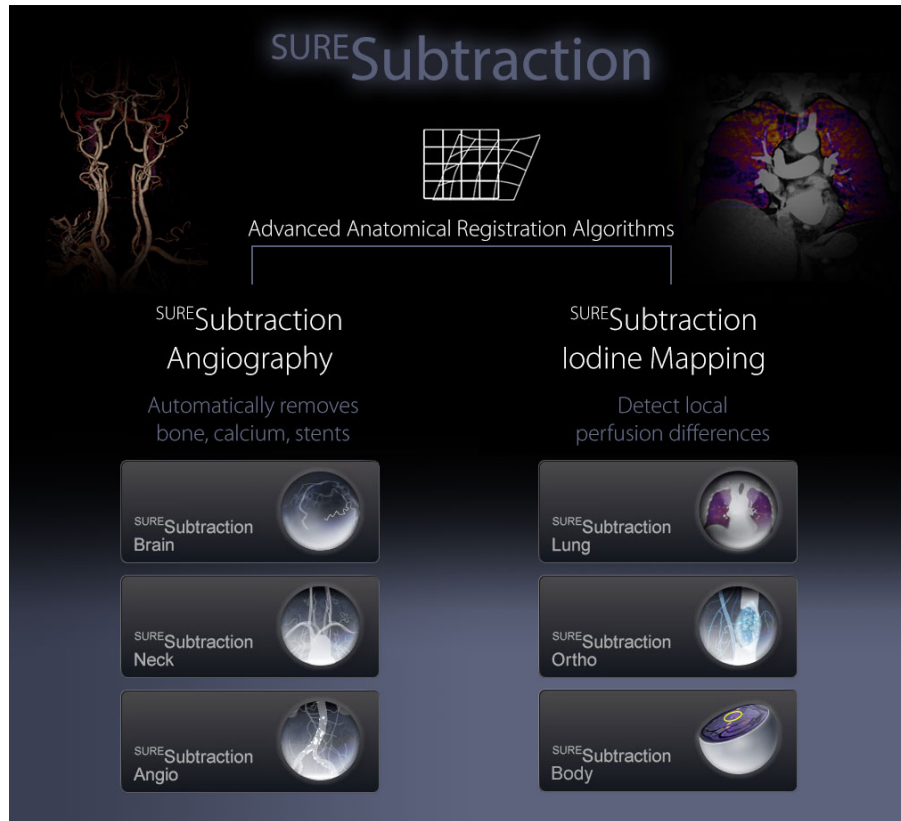 SURESubtraction
Advanced Anatomical Registration Algorithms
SURESubtraction
Angiography
Automatically removes
bone, calcium, stents
SURESubtraction
Brain
SURESubtraction
Neck
SURESubtraction
Angio
SURESubtraction
Iodine Mapping
Detect local
perfusion differences
SURESubtraction
Lung
SURESubtraction
Ortho
SURESubtraction
Body